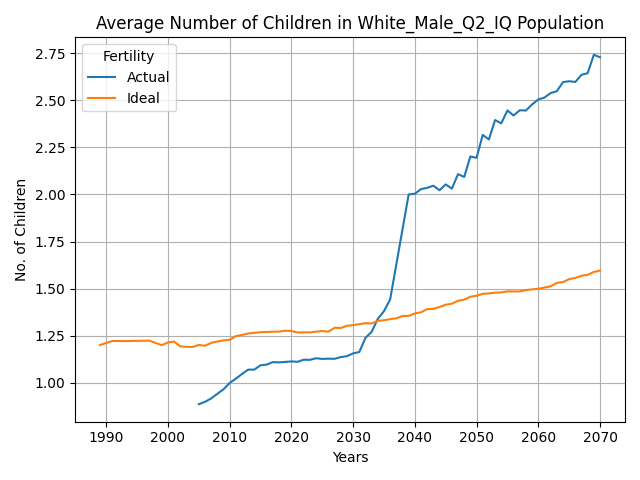 Average Number of Children in White_Male_Q2_IQ Population
Fertility
Actual
Ideal
No. of Children
2.75
2.50
2.25
2.00
1.75
1.50
1.25
1.00
1990 2000 2010 2020 2030 2040 2050 2060 2070
Years